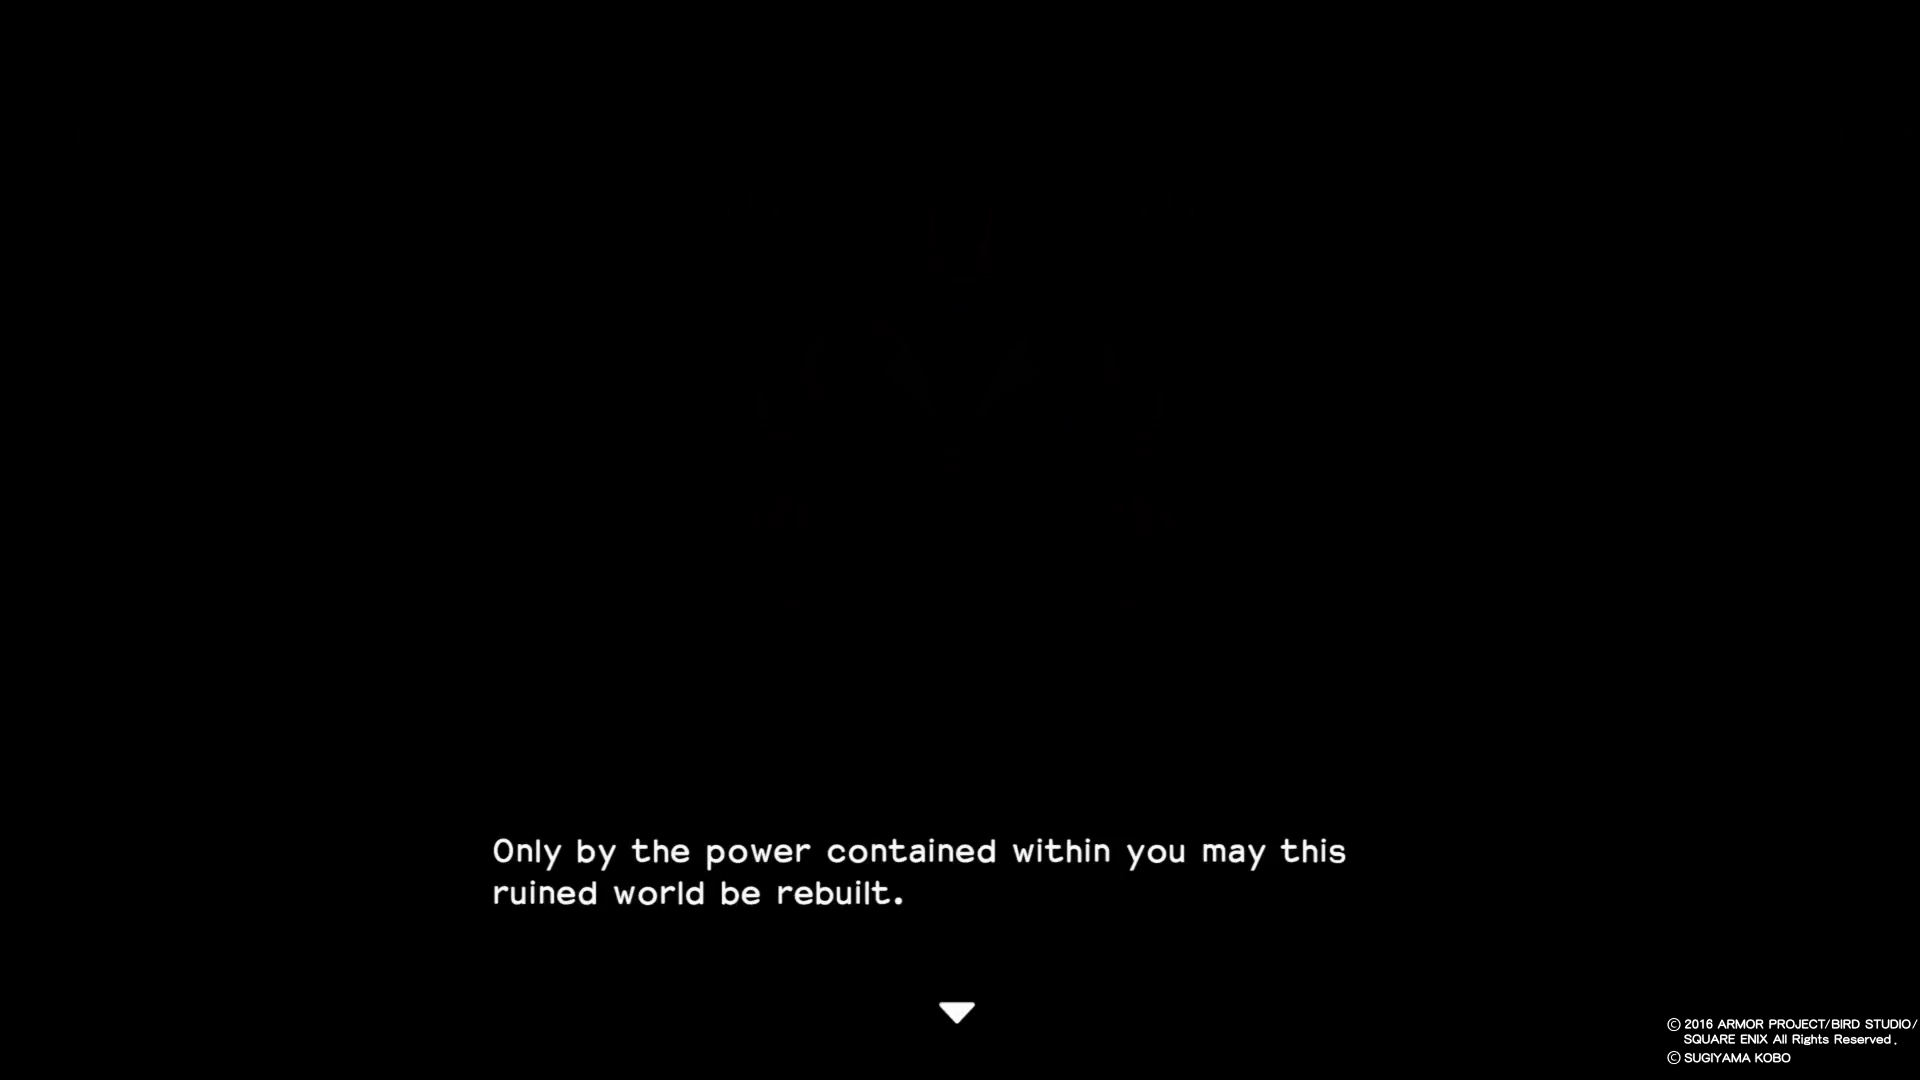 Only by the power contained within you may this
ruined world be rebuilt.
© 2016 ARMOR PROJECT/BIRD STUDIO/
SQUARE ENIX All Rights Reserved.
© SUGIYAMA KOBO